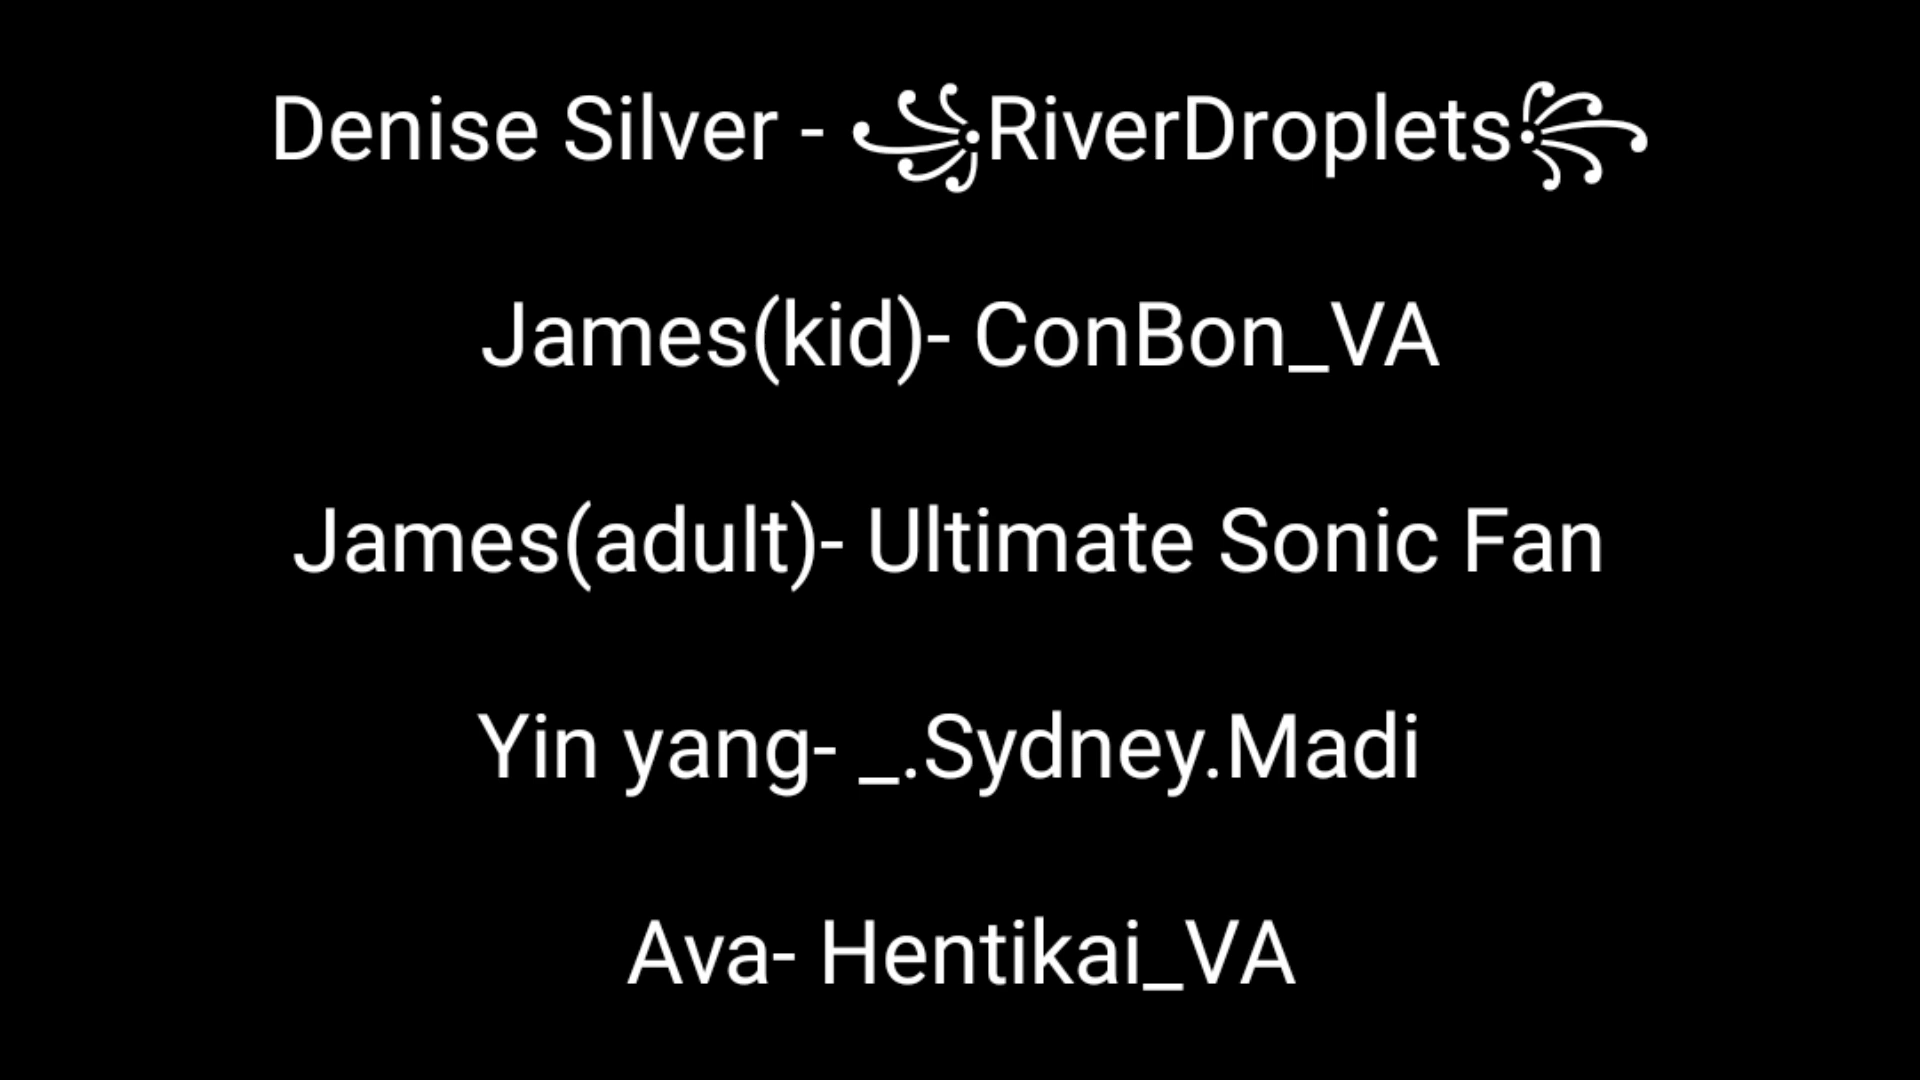 Denise Silver - ꧁RiverDroplets꧂
James(kid)- ConBon_VA
James(adult)- Ultimate Sonic Fan
Yin yang- _.Sydney.Madi
Ava- Hentikai_VA